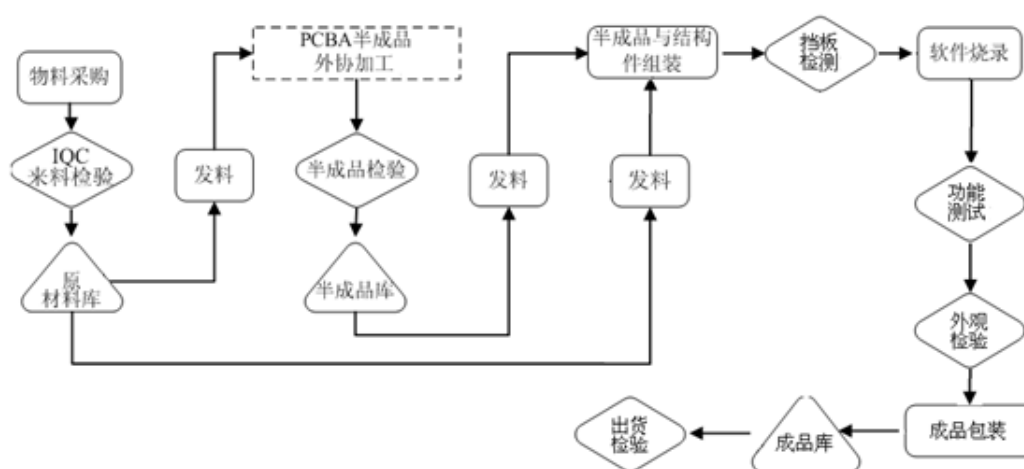 物料采购
IQC
来料检验
原
材料库
发料
PCBA半成品
外协加工
半成品检验
半成品库
发料
发料
半成品与结构
件组装
挡板
检测
软件烧录
功能
测试
外观
检验
成品包装
成品库
出货
检验